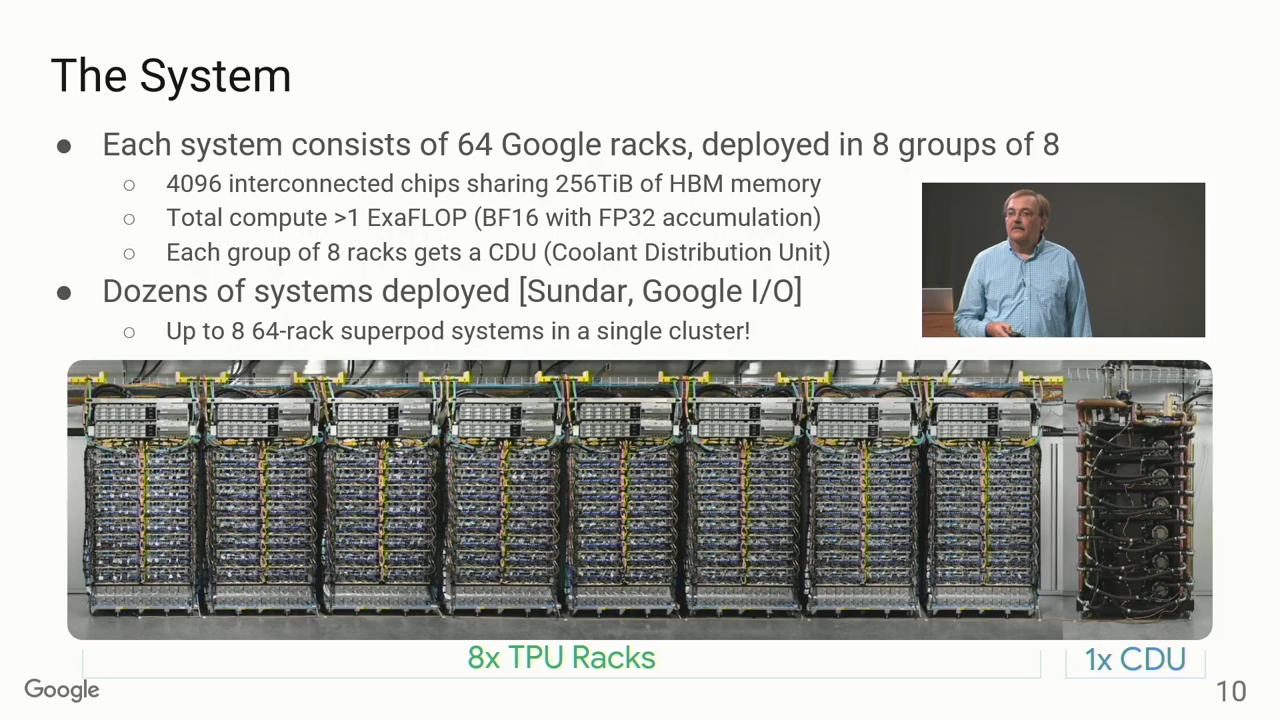 The System
● Each system consists of 64 Google racks, deployed in 8 groups of 8
○ 4096 interconnected chips sharing 256TiB of HBM memory
○ Total compute >1 ExaFLOP (BF16 with FP32 accumulation)
○ Each group of 8 racks gets a CDU (Coolant Distribution Unit)
● Dozens of systems deployed [Sundar, Google I/O]
○ Up to 8 64-rack superpod systems in a single cluster!
8x TPU Racks
1x CDU
Google
10